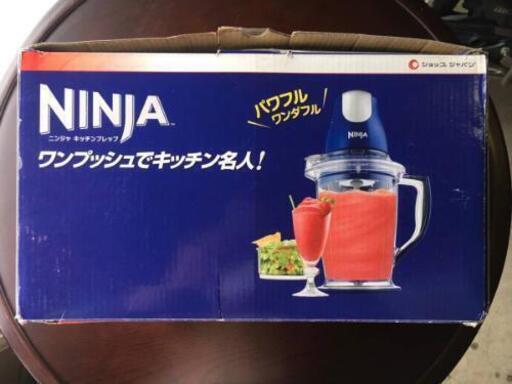 ショップ ジャパン
NINJA
ニンジャ キッチンプレップ
ワンプッシュでキッチン名人!
パワフル
ワンダフル
NINJA